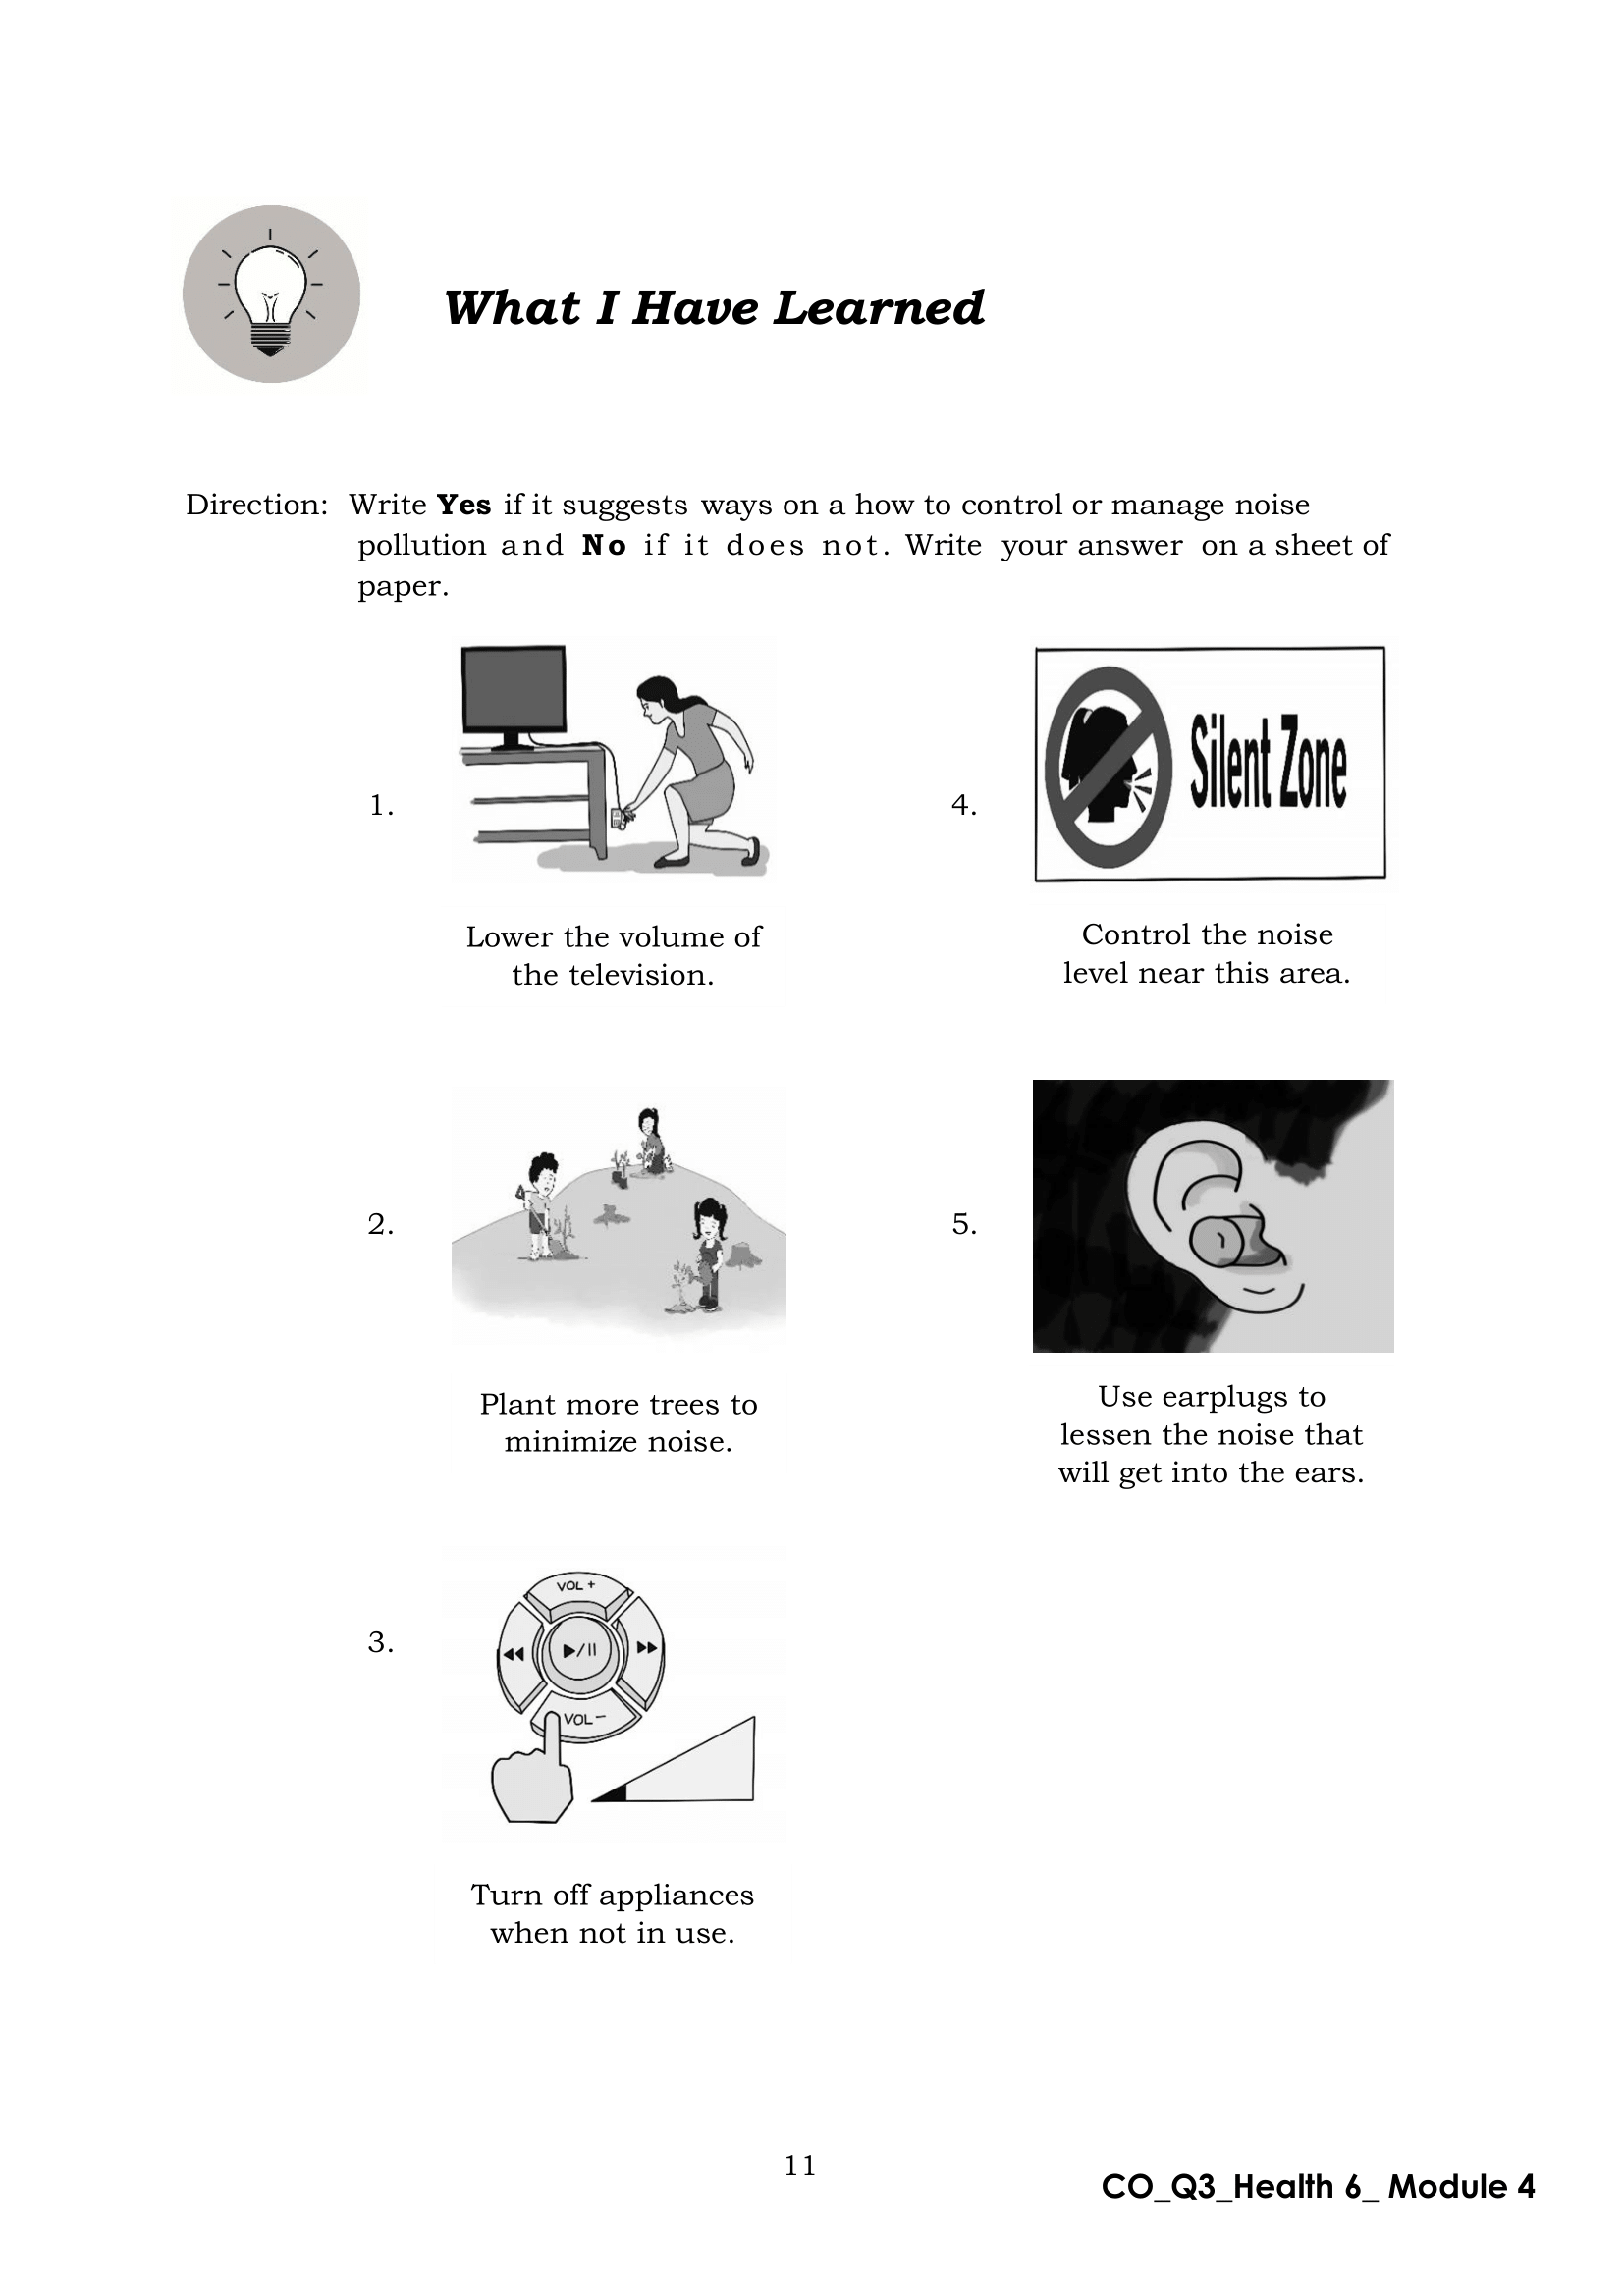 What I Have Learned
Direction: Write Yes if it suggests ways on a how to control or manage noise
pollution and No if it does not. Write your answer on a sheet of
paper.
1.
Lower the volume of
the television.
2.
Plant more trees to
minimize noise.
3.
VOL +
VOL −
Turn off appliances
when not in use.
4.
Silent Zone
Control the noise
level near this area.
5.
Use earplugs to
lessen the noise that
will get into the ears.
11
CO_Q3_Health 6_ Module 4